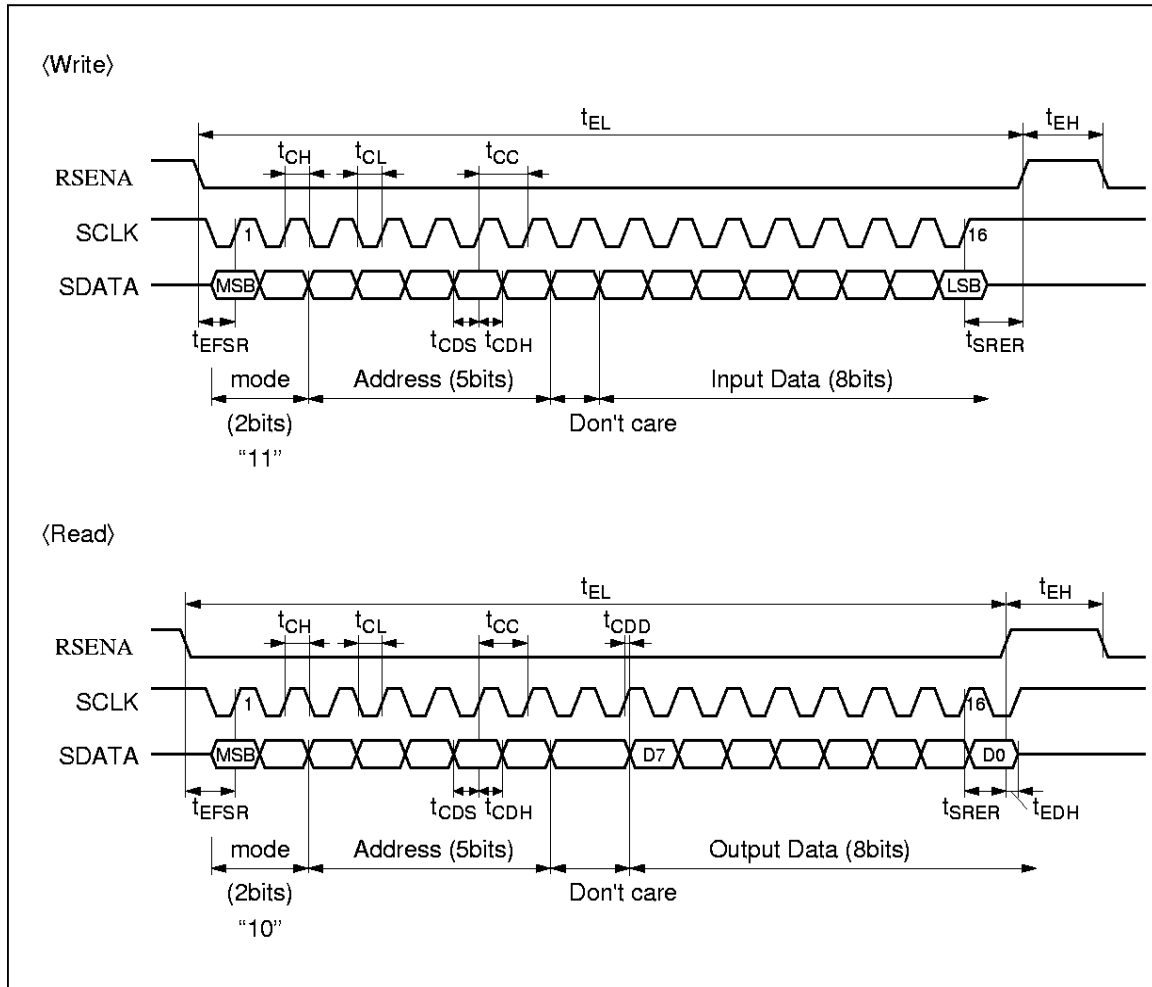 〈Write〉
tEL
tEH
tCH
tCL
tCC
RSENA
SCLK
1
16
SDATA
MSB
LSB
tEFSR
tCDS
tCDH
tSRER
mode
Address (5bits)
Input Data (8bits)
(2bits)
Don't care
“11”
〈Read〉
tEL
tEH
tCH
tCL
tCC
tCDD
RSENA
SCLK
1
16
SDATA
MSB
D7
D0
tEFSR
tCDS
tCDH
tSRER
tEDH
mode
Address (5bits)
Output Data (8bits)
(2bits)
Don't care
“10”